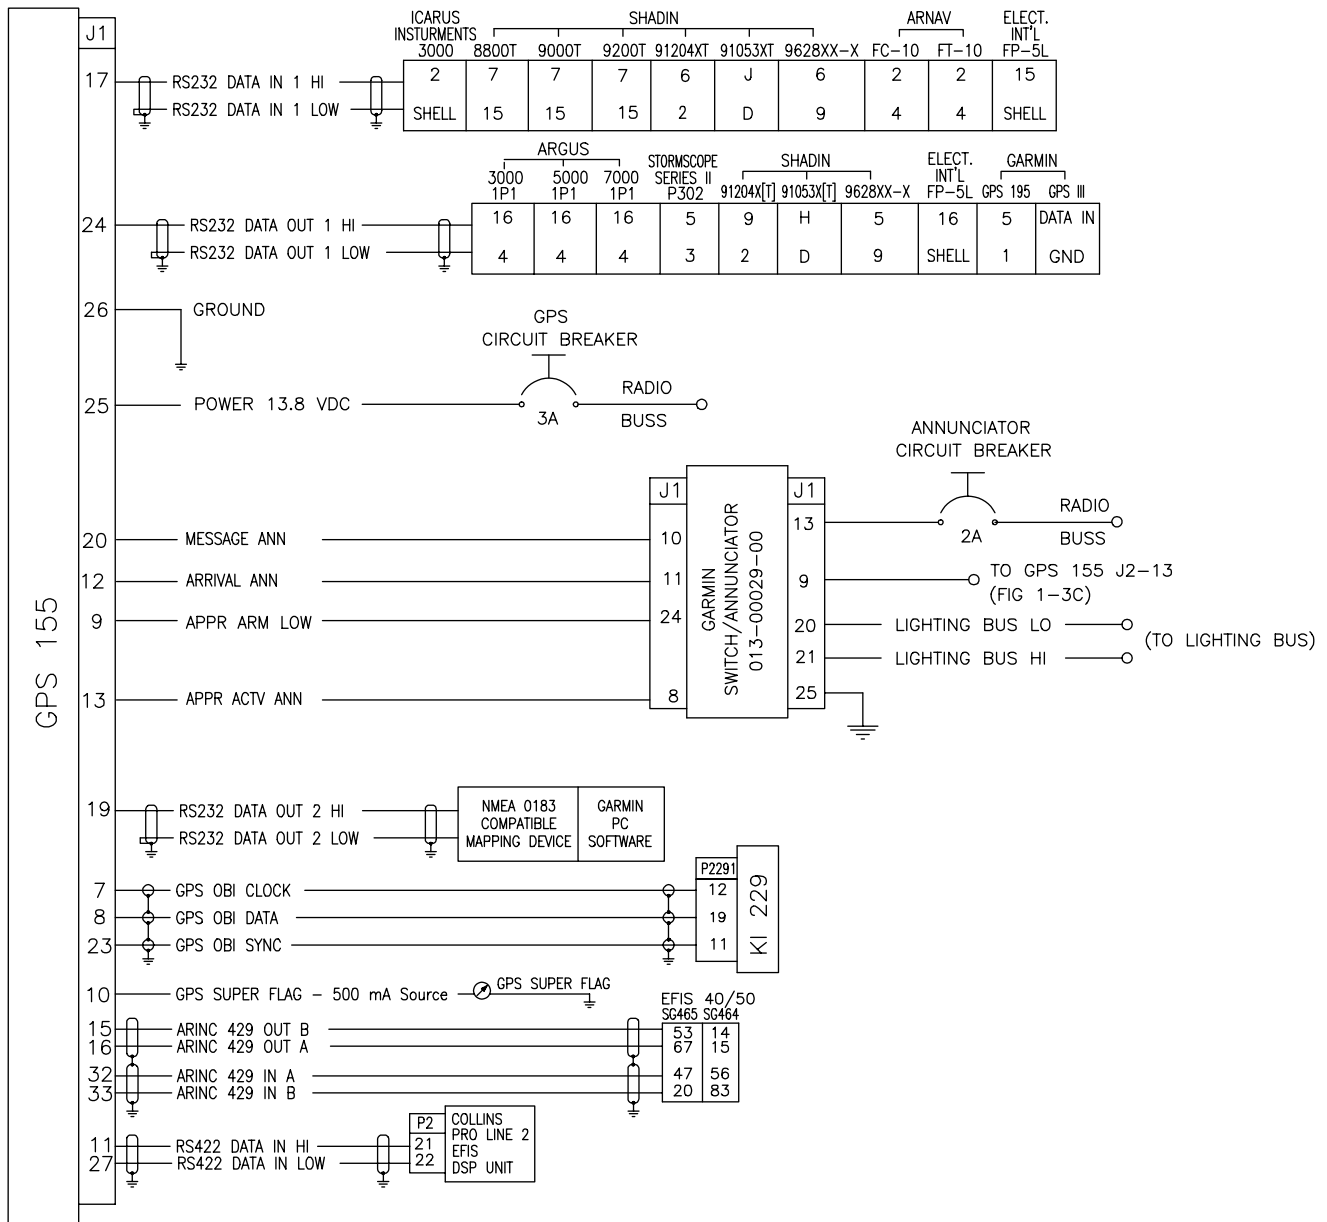 GPS 155
J1
ICARUS
INSTURMENTS
3000
SHADIN
8800T 9000T 9200T 91204XT 91053XT 9628XX-X
ARNAV
FC-10 FT-10
ELECT.
INT'L
FP-5L
17 RS232 DATA IN 1 HI 2 7 7 7 6 J 6 2 2 15
RS232 DATA IN 1 LOW SHELL 15 15 15 2 D 9 4 4 SHELL
ARGUS
3000 5000 7000
1P1 1P1 1P1
STORMSCOPE
SERIES II
P302
SHADIN
91204X[T] 91053X[T] 9628XX-X
ELECT.
INT'L
FP-5L
GARMIN
GPS 195 GPS III
24 RS232 DATA OUT 1 HI 16 16 16 5 9 H 5 16 5 DATA IN
RS232 DATA OUT 1 LOW 4 4 4 3 2 D 9 SHELL 1 GND
26 GROUND
GPS
CIRCUIT BREAKER
25 POWER 13.8 VDC 3A RADIO
BUSS
ANNUNCIATOR
CIRCUIT BREAKER
J1 J1
GARMIN
SWITCH/ANNUNCIATOR
013-00029-00
13 2A RADIO
BUSS
20 MESSAGE ANN 10
12 ARRIVAL ANN 11
9 TO GPS 155 J2-13
(FIG 1-3C)
9 APPR ARM LOW 24
20 LIGHTING BUS LO
21 LIGHTING BUS HI
(TO LIGHTING BUS)
13 APPR ACTV ANN 8
25
19 RS232 DATA OUT 2 HI
RS232 DATA OUT 2 LOW
NMEA 0183
COMPATIBLE
MAPPING DEVICE
GARMIN
PC
SOFTWARE
P2291
KI 229
7 GPS OBI CLOCK 12
8 GPS OBI DATA 19
23 GPS OBI SYNC 11
10 GPS SUPER FLAG - 500 mA Source GPS SUPER FLAG
EFIS 40/50
SG465 SG464
15 ARINC 429 OUT B 53 14
16 ARINC 429 OUT A 67 15
32 ARINC 429 IN A 47 56
33 ARINC 429 IN B 20 83
P2
11 RS422 DATA IN HI 21
27 RS422 DATA IN LOW 22
COLLINS
PRO LINE 2
EFIS
DSP UNIT